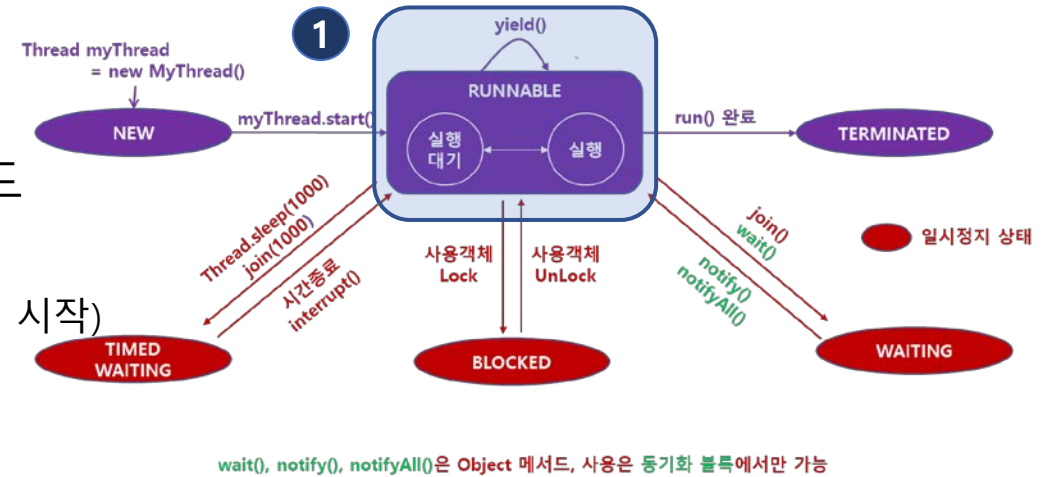 1
yield()
Thread myThread
= new MyThread()
RUNNABLE
NEW
myThread.start()
실행
대기
실행
run() 완료
TERMINATED
드
Thread.sleep(1000)
join(1000)
시간종료
interrupt()
사용객체
Lock
사용객체
UnLock
join()
wait()
notify()
notifyAll()
일시정지 상태
시작)
TIMED
WAITING
BLOCKED
WAITING
wait(), notify(), notifyAll()은 Object 메서드, 사용은 동기화 블록에서만 가능